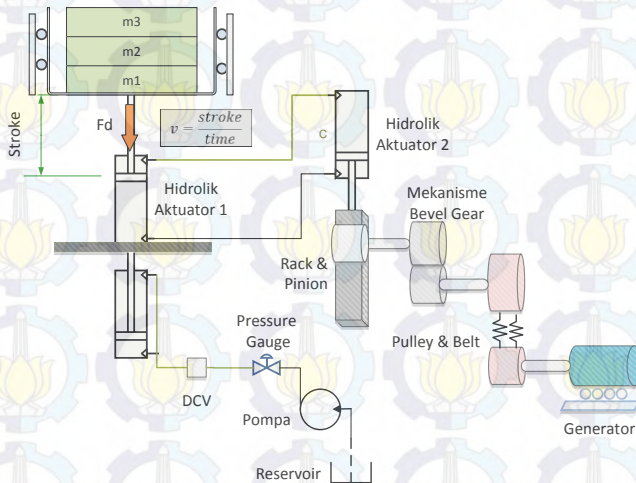 m3
m2
m1
Stroke
Fd
v = stroke / time
C
Hidrolik
Aktuator 2
Hidrolik
Aktuator 1
Mekanisme
Bevel Gear
Rack &
Pinion
Pressure
Gauge
Pulley & Belt
DCV
Pompa
Generator
Reservoir